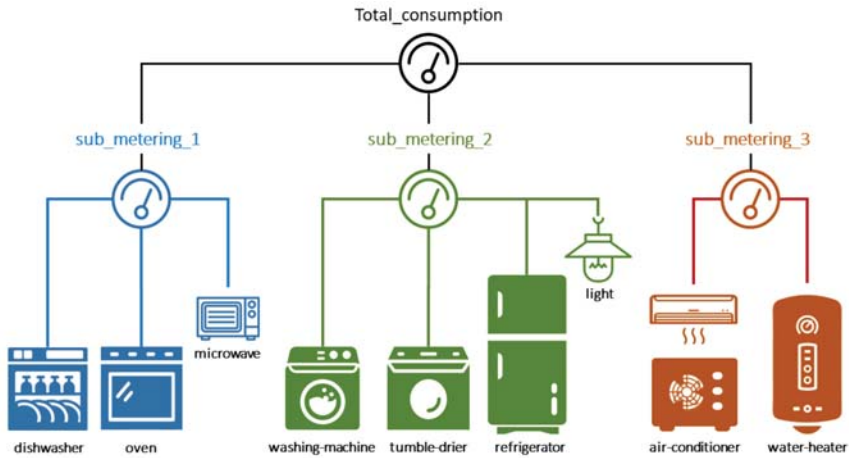 Total_consumption
sub_metering_1
sub_metering_2
sub_metering_3
light
microwave
dishwasher
oven
washing-machine
tumble-drier
refrigerator
air-conditioner
water-heater